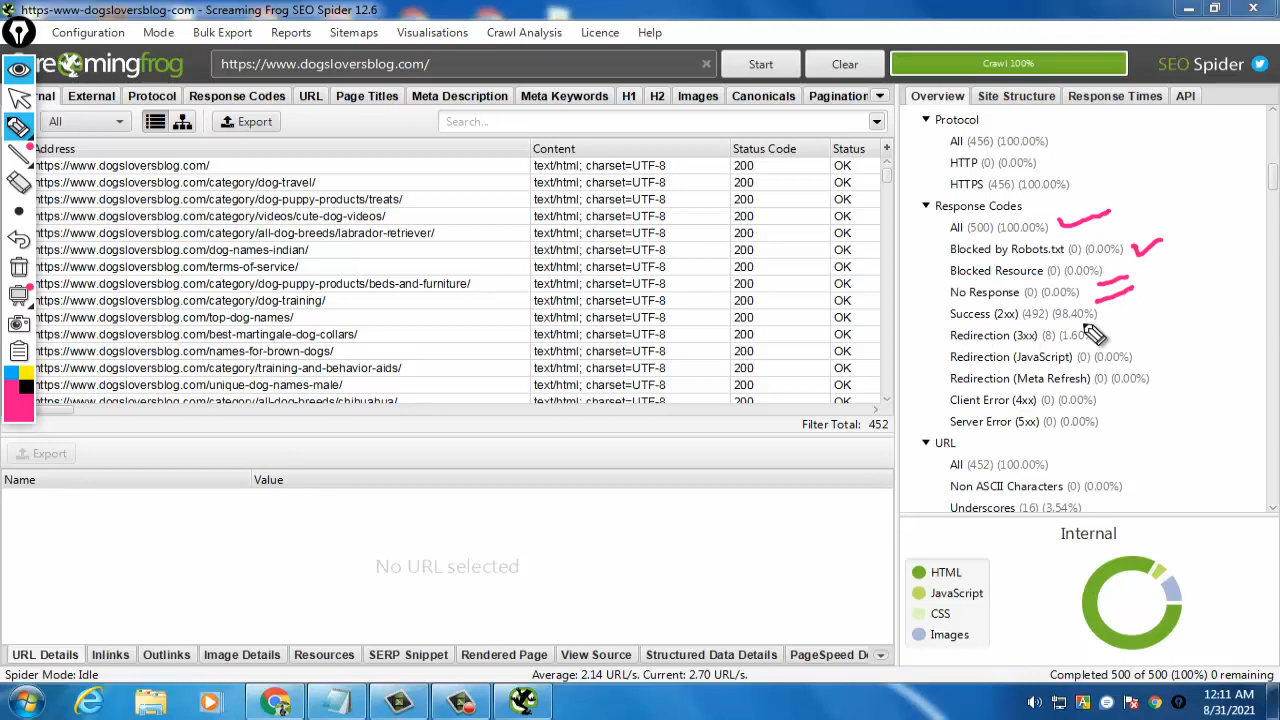 https-www-dogsloversblog-com - Screaming Frog SEO Spider 12.6
Configuration Mode Bulk Export Reports Sitemaps Visualisations Crawl Analysis Licence Help
https://www.dogsloversblog.com/ Start Clear Crawl 100% SEO Spider
External Protocol Response Codes URL Page Titles Meta Description Meta Keywords H1 H2 Images Canonicals Pagination
All Export Search...
Address Content Status Code Status
https://www.dogsloversblog.com/ text/html; charset=UTF-8 200 OK
https://www.dogsloversblog.com/category/dog-travel/ text/html; charset=UTF-8 200 OK
https://www.dogsloversblog.com/category/dog-puppy-products/treats/ text/html; charset=UTF-8 200 OK
https://www.dogsloversblog.com/category/videos/cute-dog-videos/ text/html; charset=UTF-8 200 OK
https://www.dogsloversblog.com/category/all-dog-breeds/labrador-retriever/ text/html; charset=UTF-8 200 OK
https://www.dogsloversblog.com/dog-names-indian/ text/html; charset=UTF-8 200 OK
https://www.dogsloversblog.com/terms-of-service/ text/html; charset=UTF-8 200 OK
https://www.dogsloversblog.com/category/dog-puppy-products/beds-and-furniture/ text/html; charset=UTF-8 200 OK
https://www.dogsloversblog.com/category/dog-training/ text/html; charset=UTF-8 200 OK
https://www.dogsloversblog.com/top-dog-names/ text/html; charset=UTF-8 200 OK
https://www.dogsloversblog.com/best-martingale-dog-collars/ text/html; charset=UTF-8 200 OK
https://www.dogsloversblog.com/names-for-brown-dogs/ text/html; charset=UTF-8 200 OK
https://www.dogsloversblog.com/category/training-and-behavior-aids/ text/html; charset=UTF-8 200 OK
https://www.dogsloversblog.com/unique-dog-names-male/ text/html; charset=UTF-8 200 OK
https://www.dogsloversblog.com/category/all-dog-breeds/chihuahua/ text/html; charset=UTF-8 200 OK
Filter Total: 452
Export
Name Value
No URL selected
URL Details Inlinks Outlinks Image Details Resources SERP Snippet Rendered Page View Source Structured Data Details PageSpeed De
Overview Site Structure Response Times API
Protocol
All (456) (100.00%)
HTTP (0) (0.00%)
HTTPS (456) (100.00%)
Response Codes
All (500) (100.00%)
Blocked by Robots.txt (0) (0.00%)
Blocked Resource (0) (0.00%)
No Response (0) (0.00%)
Success (2xx) (492) (98.40%)
Redirection (3xx) (8) (1.60
Redirection (JavaScript) (0) (0.00%)
Redirection (Meta Refresh) (0) (0.00%)
Client Error (4xx) (0) (0.00%)
Server Error (5xx) (0) (0.00%)
URL
All (452) (100.00%)
Non ASCII Characters (0) (0.00%)
Underscores (16) (3.54%)
Internal
HTML
JavaScript
CSS
Images
Spider Mode: Idle Average: 2.14 URL/s. Current: 2.70 URL/s. Completed 500 of 500 (100%) 0 remaining
12:11 AM
8/31/2021